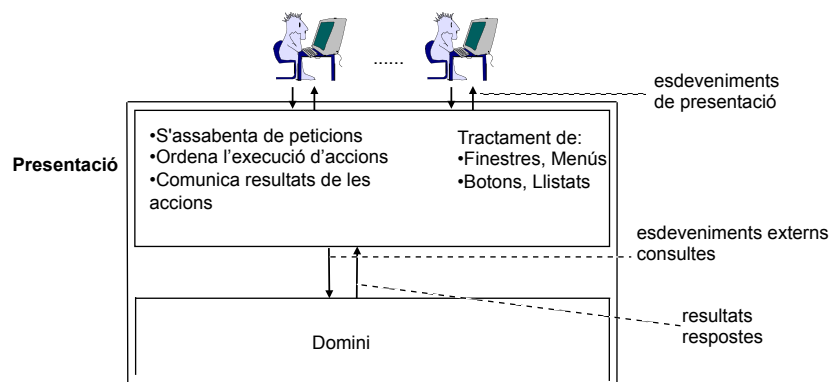 ......
esdeveniments
de presentació
Presentació
•S'assabenta de peticions
•Ordena l’execució d’accions
•Comunica resultats de les
accions
Tractament de:
•Finestres, Menús
•Botons, Llistats
esdeveniments externs
consultes
resultats
respostes
Domini